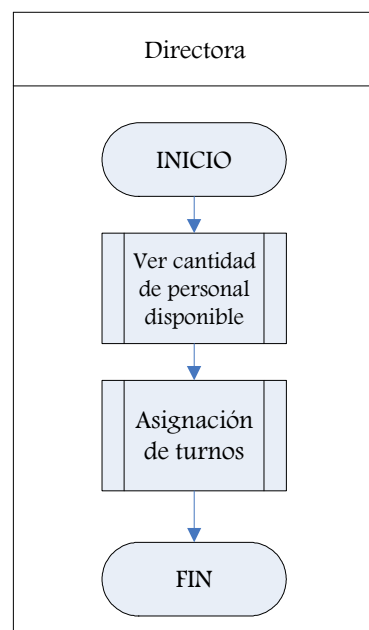 Directora
INICIO
Ver cantidad
de personal
disponible
Asignación
de turnos
FIN